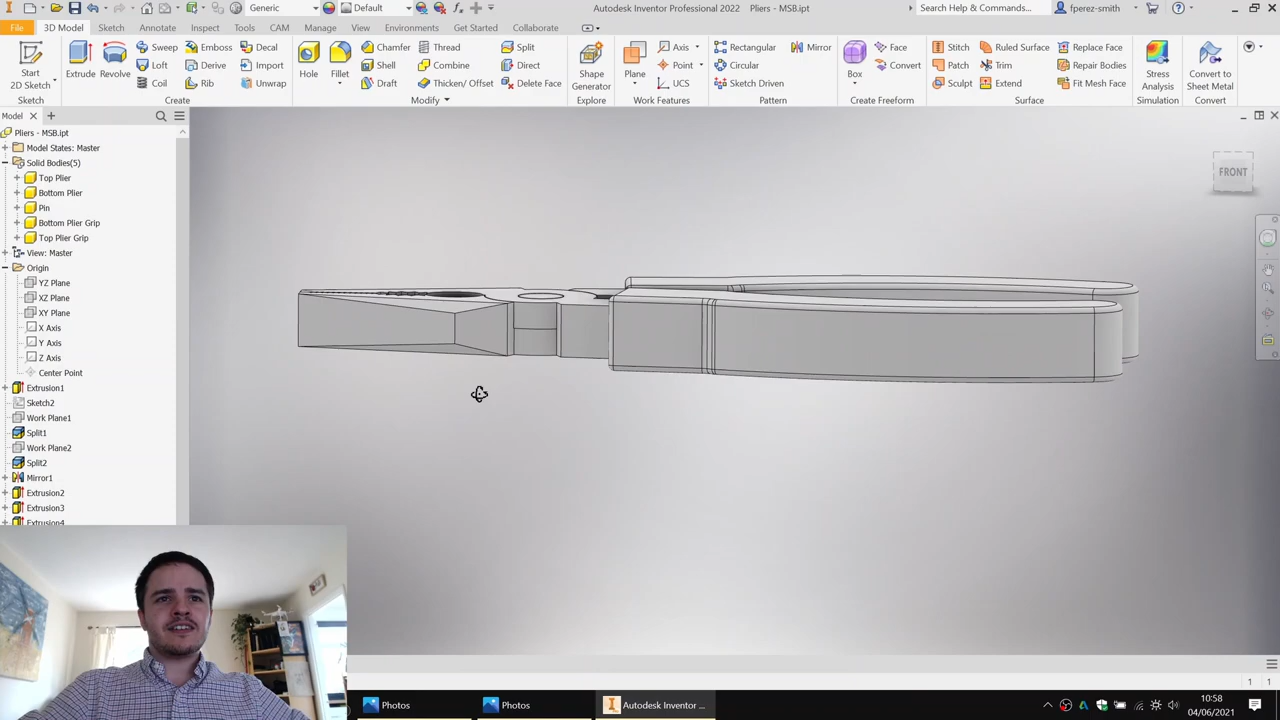 Generic
Default
Autodesk Inventor Professional 2022
Pliers - MSB.ipt
Search Help & Commands...
fperez-smith
File
3D Model
Sketch
Annotate
Inspect
Tools
Manage
View
Environments
Get Started
Collaborate
Start
2D Sketch
Extrude
Revolve
Sweep
Loft
Coil
Emboss
Derive
Rib
Decal
Import
Unwrap
Hole
Fillet
Chamfer
Shell
Draft
Thread
Combine
Thicken/ Offset
Split
Direct
Delete Face
Shape
Generator
Plane
Axis
Point
UCS
Rectangular
Circular
Sketch Driven
Mirror
Box
Face
Convert
Stitch
Patch
Sculpt
Ruled Surface
Trim
Extend
Replace Face
Repair Bodies
Fit Mesh Face
Stress
Analysis
Convert to
Sheet Metal
Sketch
Create
Modify
Explore
Work Features
Pattern
Create Freeform
Surface
Simulation
Convert
Model
Pliers - MSB.ipt
Model States: Master
Solid Bodies(5)
Top Plier
Bottom Plier
Pin
Bottom Plier Grip
Top Plier Grip
View: Master
Origin
YZ Plane
XZ Plane
XY Plane
X Axis
Y Axis
Z Axis
Center Point
Extrusion1
Sketch2
Work Plane1
Split1
Work Plane2
Split2
Mirror1
Extrusion2
Extrusion3
Extrusion4
FRONT
1 1
Photos
Photos
Autodesk Inventor ...
10:58
04/06/2021